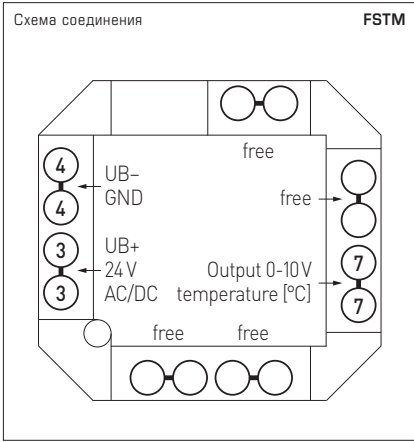 Схема соединения
FSTM
free
4
4
UB–
GND
free
3
3
UB+
24 V
AC/DC
Output 0-10 V
temperature [°C]
7
7
free
free